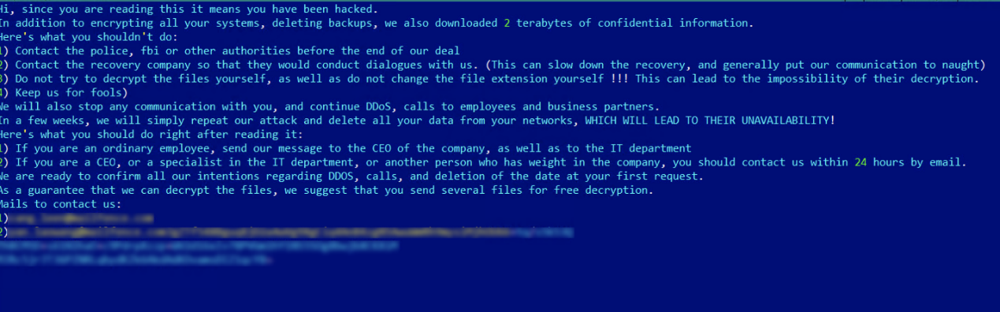 Hi, since you are reading this it means you have been hacked.
In addition to encrypting all your systems, deleting backups, we also downloaded 2 terabytes of confidential information.
Here's what you shouldn't do:
1) Contact the police, fbi or other authorities before the end of our deal
2) Contact the recovery company so that they would conduct dialogues with us. (This can slow down the recovery, and generally put our communication to naught)
3) Do not try to decrypt the files yourself, as well as do not change the file extension yourself !!! This can lead to the impossibility of their decryption.
4) Keep us for fools)
We will also stop any communication with you, and continue DDoS, calls to employees and business partners.
In a few weeks, we will simply repeat our attack and delete all your data from your networks, WHICH WILL LEAD TO THEIR UNAVAILABILITY!
Here's what you should do right after reading it:
1) If you are an ordinary employee, send our message to the CEO of the company, as well as to the IT department
2) If you are a CEO, or a specialist in the IT department, or another person who has weight in the company, you should contact us within 24 hours by email.
We are ready to confirm all our intentions regarding DDOS, calls, and deletion of the date at your first request.
As a guarantee that we can decrypt the files, we suggest that you send several files for free decryption.
Mails to contact us:
1)
2)